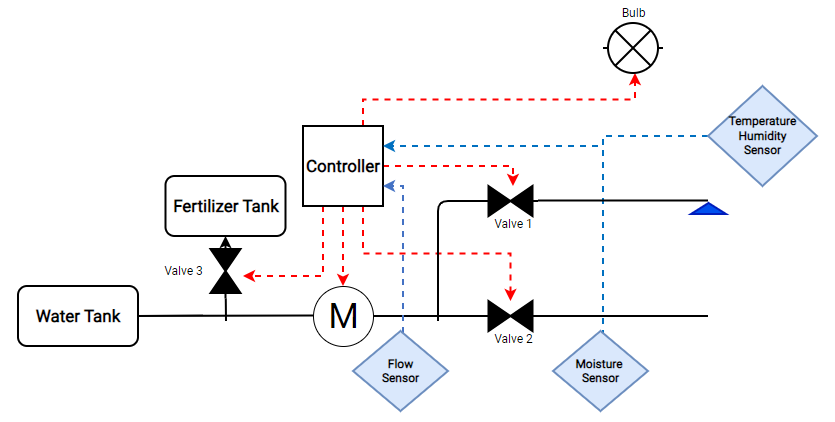 Bulb
Temperature
Humidity
Sensor
Controller
Fertilizer Tank
Valve 1
Valve 3
Water Tank
M
Valve 2
Flow
Sensor
Moisture
Sensor